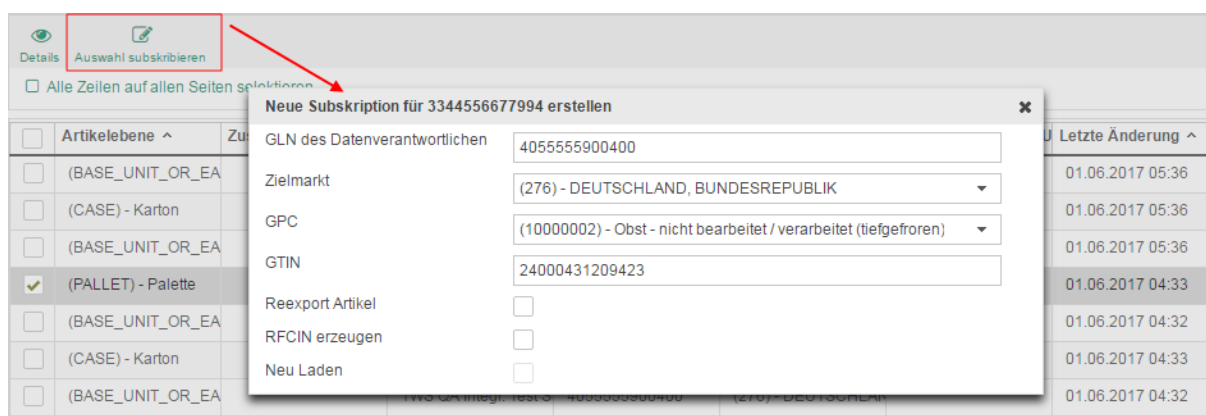 Details Auswahl subskribieren
Alle Zeilen auf allen Seiten selektieren
Neue Subskription für 3344556677994 erstellen
GLN des Datenverantwortlichen 4055555900400
Zielmarkt (276) - DEUTSCHLAND, BUNDESREPUBLIK
GPC (10000002) - Obst - nicht bearbeitet / verarbeitet (tiefgefroren)
GTIN 24000431209423
Reexport Artikel
RFCIN erzeugen
Neu Laden
Artikelebene Letzte Änderung
(BASE_UNIT_OR_EA 01.06.2017 05:36
(CASE) - Karton 01.06.2017 05:36
(BASE_UNIT_OR_EA 01.06.2017 05:36
(PALLET) - Palette 01.06.2017 04:33
(BASE_UNIT_OR_EA 01.06.2017 04:32
(CASE) - Karton 01.06.2017 04:33
(BASE_UNIT_OR_EA 4055555900400 01.06.2017 04:32